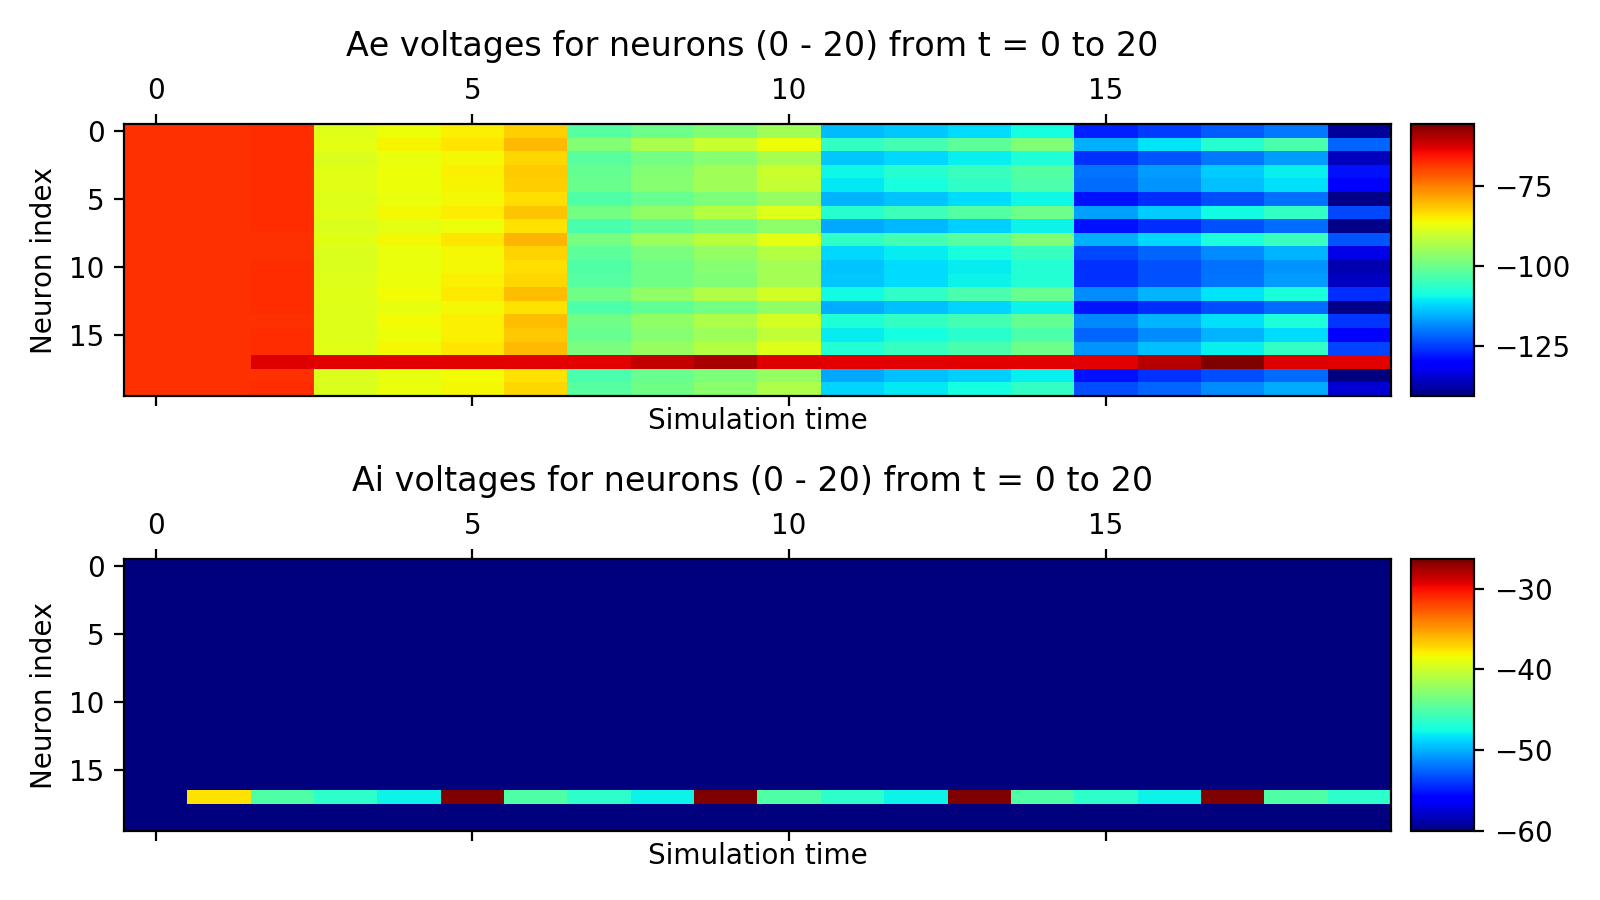 Ae voltages for neurons (0 - 20) from t = 0 to 20
0 5 10 15
Neuron index
0
5
10
15
Simulation time
−75
−100
−125
Ai voltages for neurons (0 - 20) from t = 0 to 20
0 5 10 15
Neuron index
0
5
10
15
Simulation time
−30
−40
−50
−60